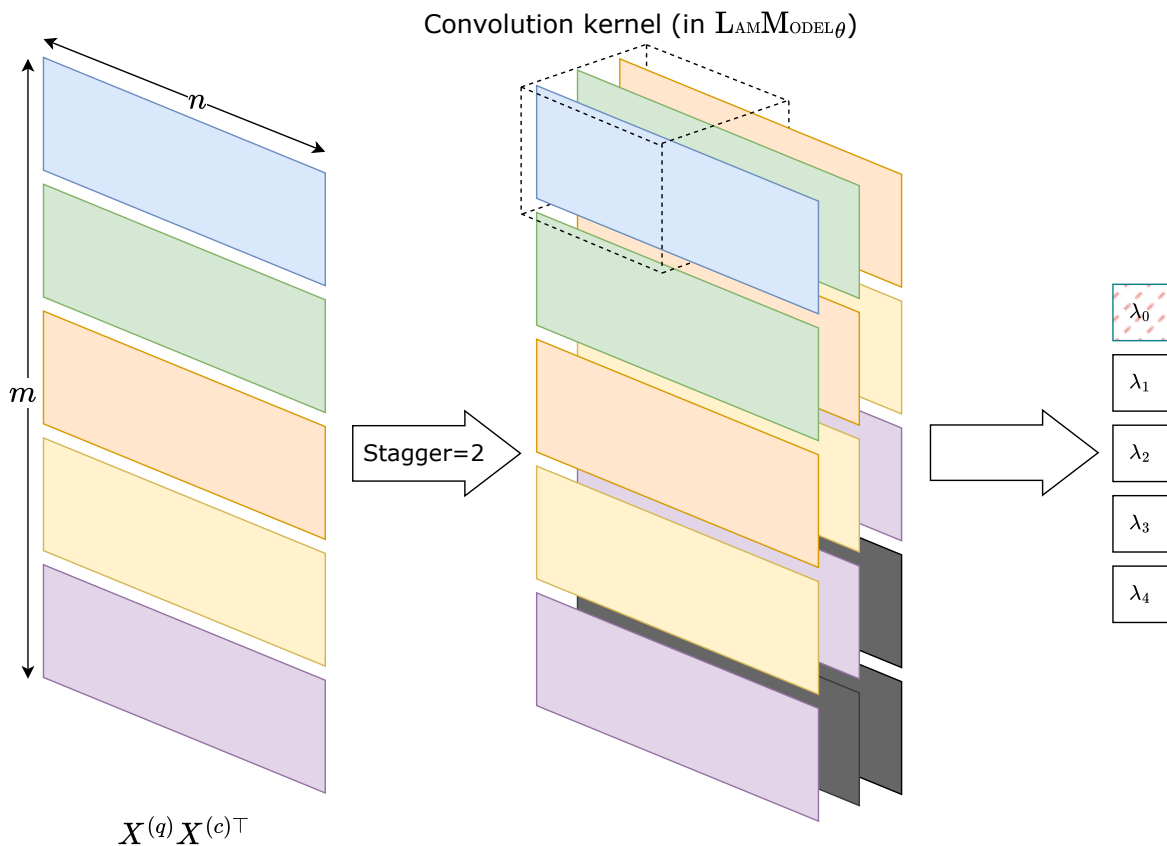 Convolution kernel (in LAMMODELθ)
n
m
Stagger=2
λ0
λ1
λ2
λ3
λ4
X(q)X(c)⊤